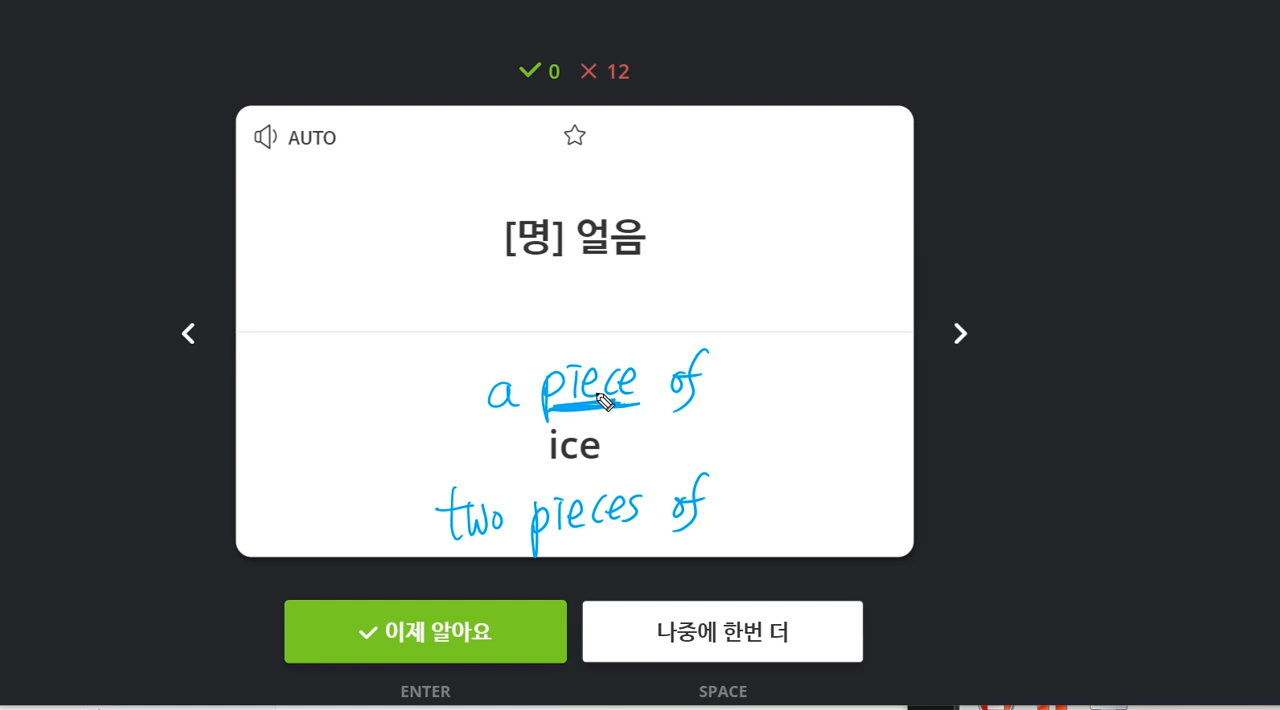 0 12
AUTO
[명] 얼음
a piece of
ice
two pieces of
이제 알아요 나중에 한번 더
ENTER SPACE